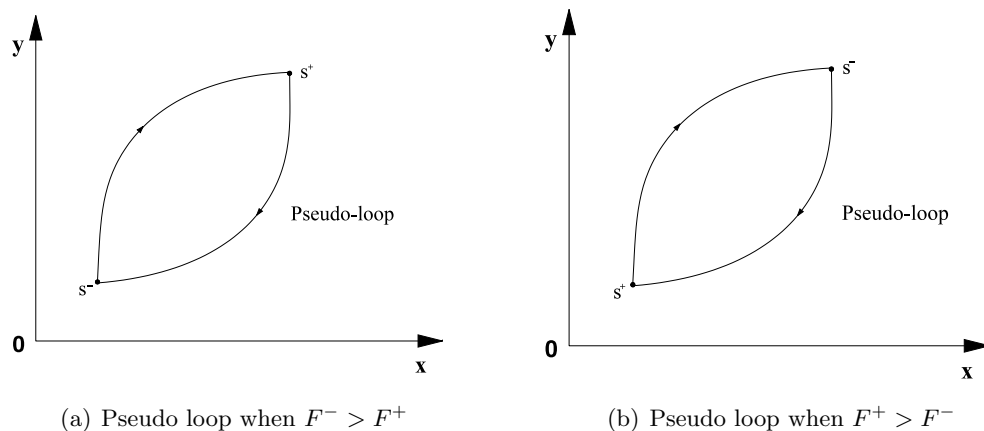 y
s⁺
Pseudo-loop
s⁻
0
x
(a) Pseudo loop when F⁻ > F⁺
y
s⁻
Pseudo-loop
s⁺
0
x
(b) Pseudo loop when F⁺ > F⁻